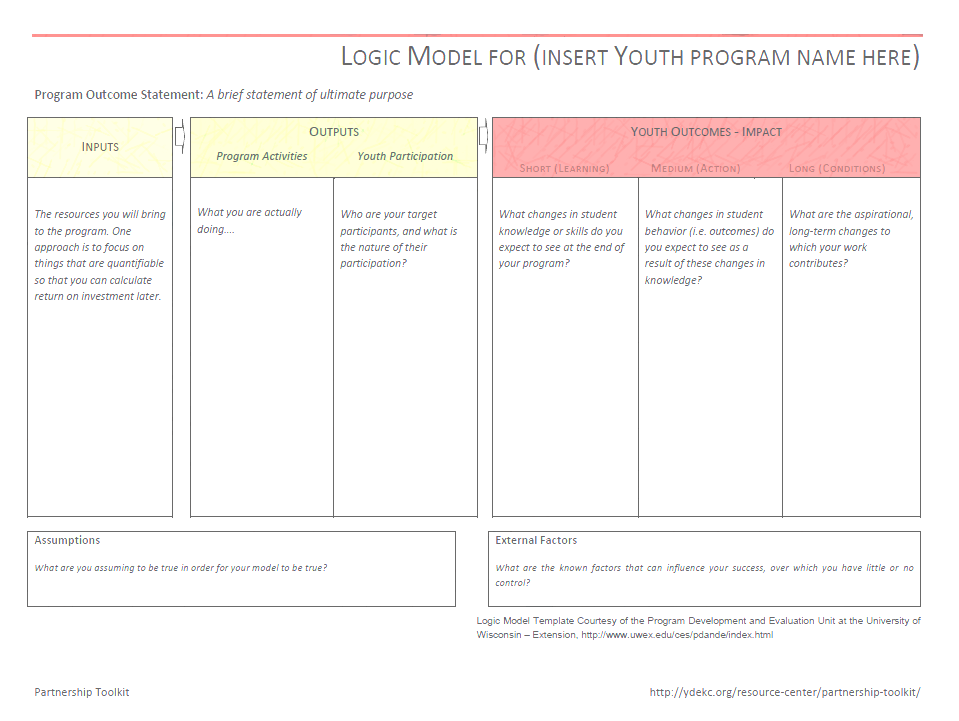 LOGIC MODEL FOR (INSERT YOUTH PROGRAM NAME HERE)
Program Outcome Statement: A brief statement of ultimate purpose
INPUTS
OUTPUTS
Program Activities Youth Participation
YOUTH OUTCOMES - IMPACT
SHORT (LEARNING) MEDIUM (ACTION) LONG (CONDITIONS)
The resources you will bring
to the program. One
approach is to focus on
things that are quantifiable
so that you can calculate
return on investment later.
What you are actually
doing....
Who are your target
participants, and what is
the nature of their
participation?
What changes in student
knowledge or skills do you
expect to see at the end of
your program?
What changes in student
behavior (i.e. outcomes) do
you expect to see as a
result of these changes in
knowledge?
What are the aspirational,
long-term changes to
which your work
contributes?
Assumptions
What are you assuming to be true in order for your model to be true?
External Factors
What are the known factors that can influence your success, over which you have little or no
control?
Logic Model Template Courtesy of the Program Development and Evaluation Unit at the University of
Wisconsin – Extension, http://www.uwex.edu/ces/pdande/index.html
Partnership Toolkit
http://ydekc.org/resource-center/partnership-toolkit/